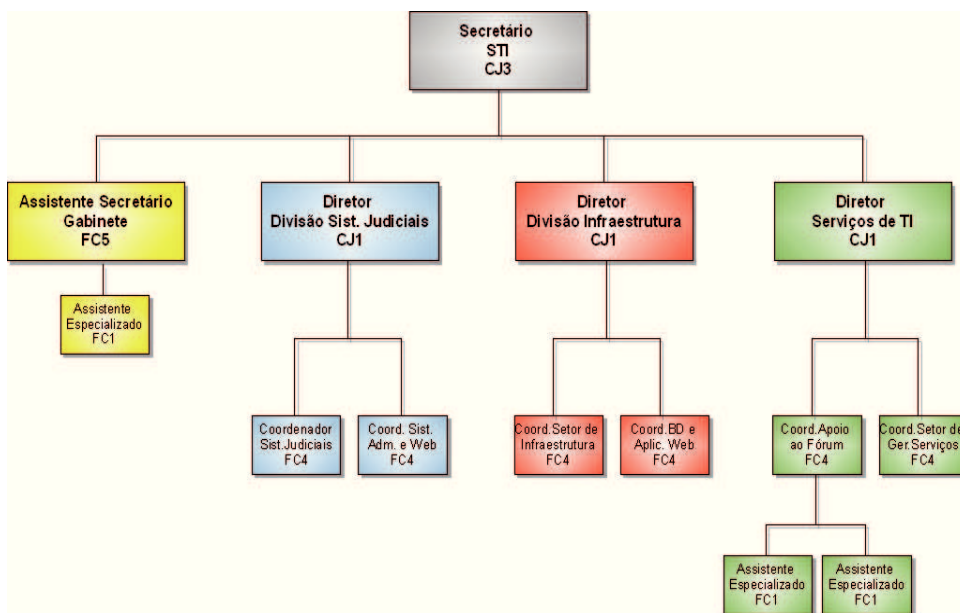 Secretário
STI
CJ3
Assistente Secretário
Gabinete
FC5
Diretor
Divisão Sist. Judiciais
CJ1
Diretor
Divisão Infraestrutura
CJ1
Diretor
Serviços de TI
CJ1
Assistente
Especializado
FC1
Coordenador
Sist.Judiciais
FC4
Coord. Sist.
Adm. e Web
FC4
Coord.Setor de
Infraestrutura
FC4
Coord.BD e
Aplic. Web
FC4
Coord.Apoio
ao Fórum
FC4
Coord.Setor de
Ger.Serviços
FC4
Assistente
Especializado
FC1
Assistente
Especializado
FC1